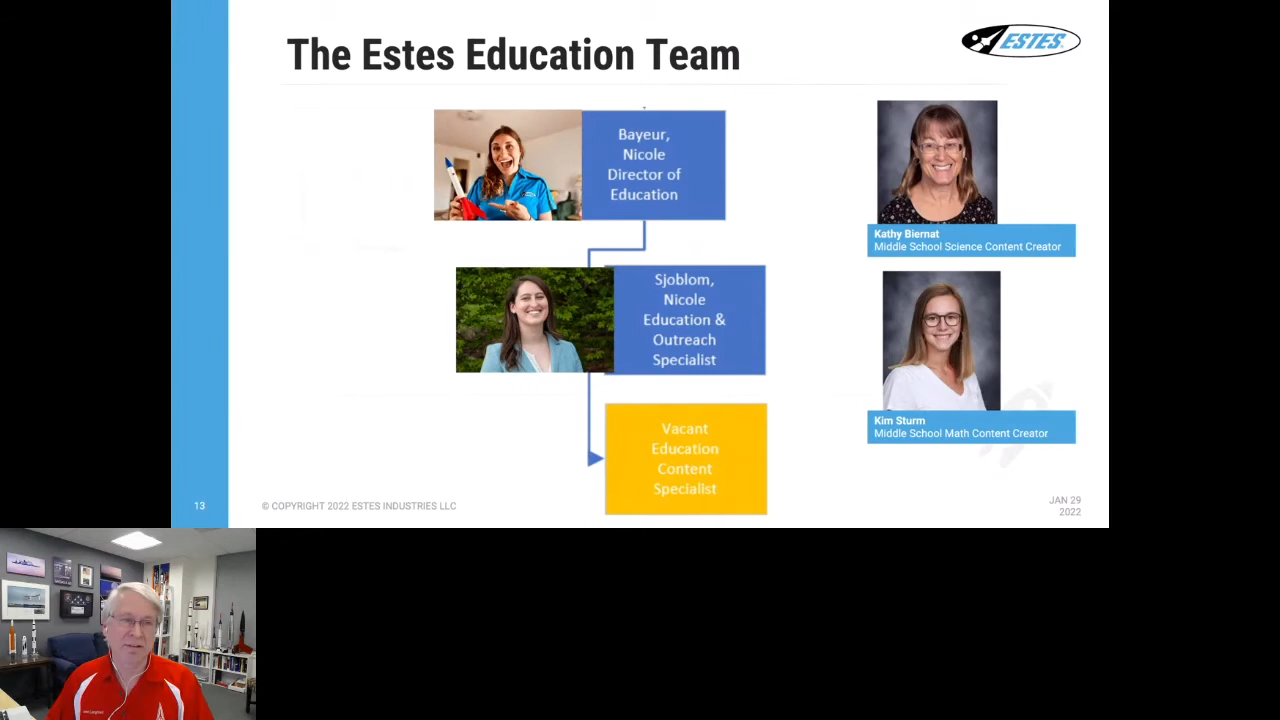 The Estes Education Team
ESTES
Bayeur,
Nicole
Director of
Education
Sjoblom,
Nicole
Education &
Outreach
Specialist
Vacant
Education
Content
Specialist
Kathy Biernat
Middle School Science Content Creator
Kim Sturm
Middle School Math Content Creator
13
© COPYRIGHT 2022 ESTES INDUSTRIES LLC
JAN 29
2022